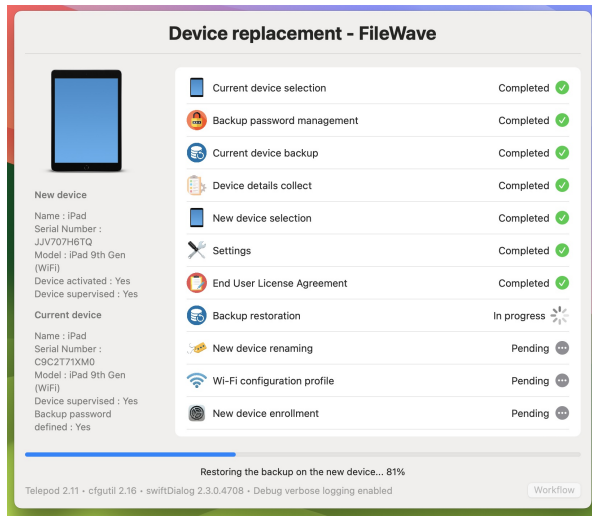 Device replacement - FileWave
Current device selection Completed
Backup password management Completed
Current device backup Completed
Device details collect Completed
New device selection Completed
Settings Completed
End User License Agreement Completed
Backup restoration In progress
New device renaming Pending
Wi-Fi configuration profile Pending
New device enrollment Pending
New device
Name : iPad
Serial Number :
JJV707H6TQ
Model : iPad 9th Gen
(WiFi)
Device activated : Yes
Device supervised : Yes
Current device
Name : iPad
Serial Number :
C9C2T71XM0
Model : iPad 9th Gen
(WiFi)
Device supervised : Yes
Backup password
defined : Yes
Restoring the backup on the new device... 81%
Telepod 2.11 • cfgutil 2.16 • swiftDialog 2.3.0.4708 • Debug verbose logging enabled
Workflow